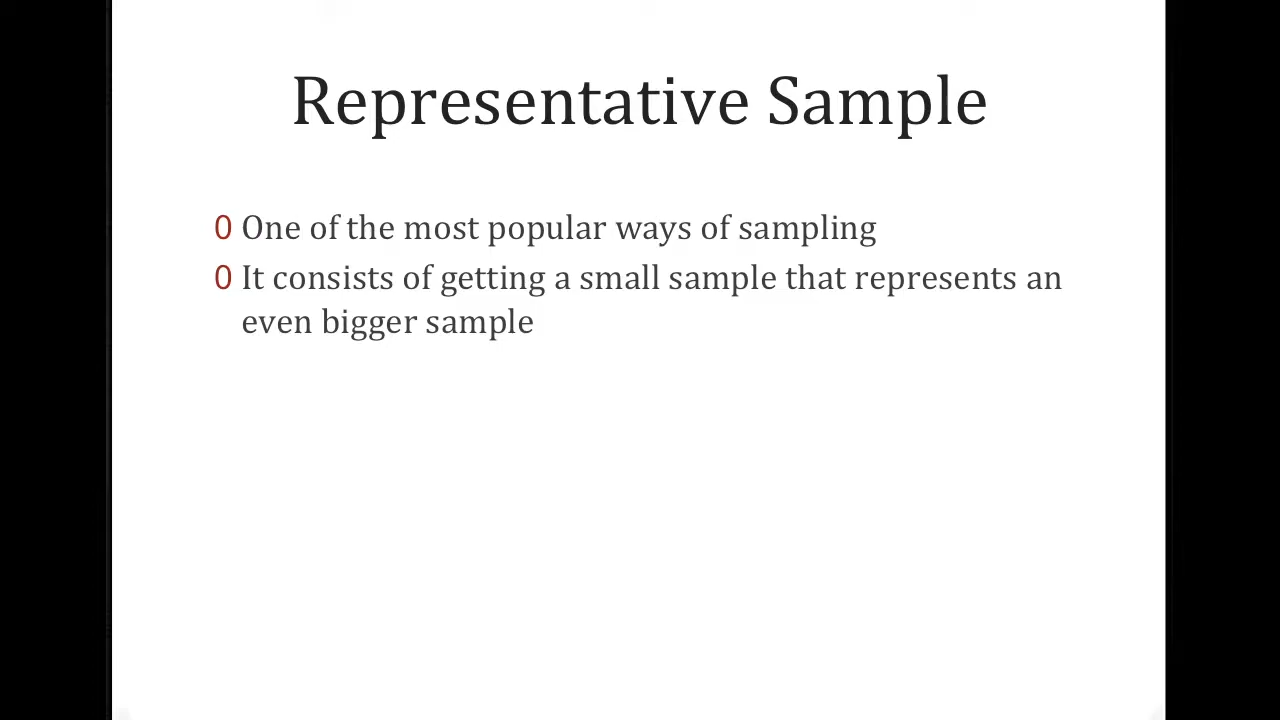 Representative Sample
0 One of the most popular ways of sampling
0 It consists of getting a small sample that represents an
even bigger sample